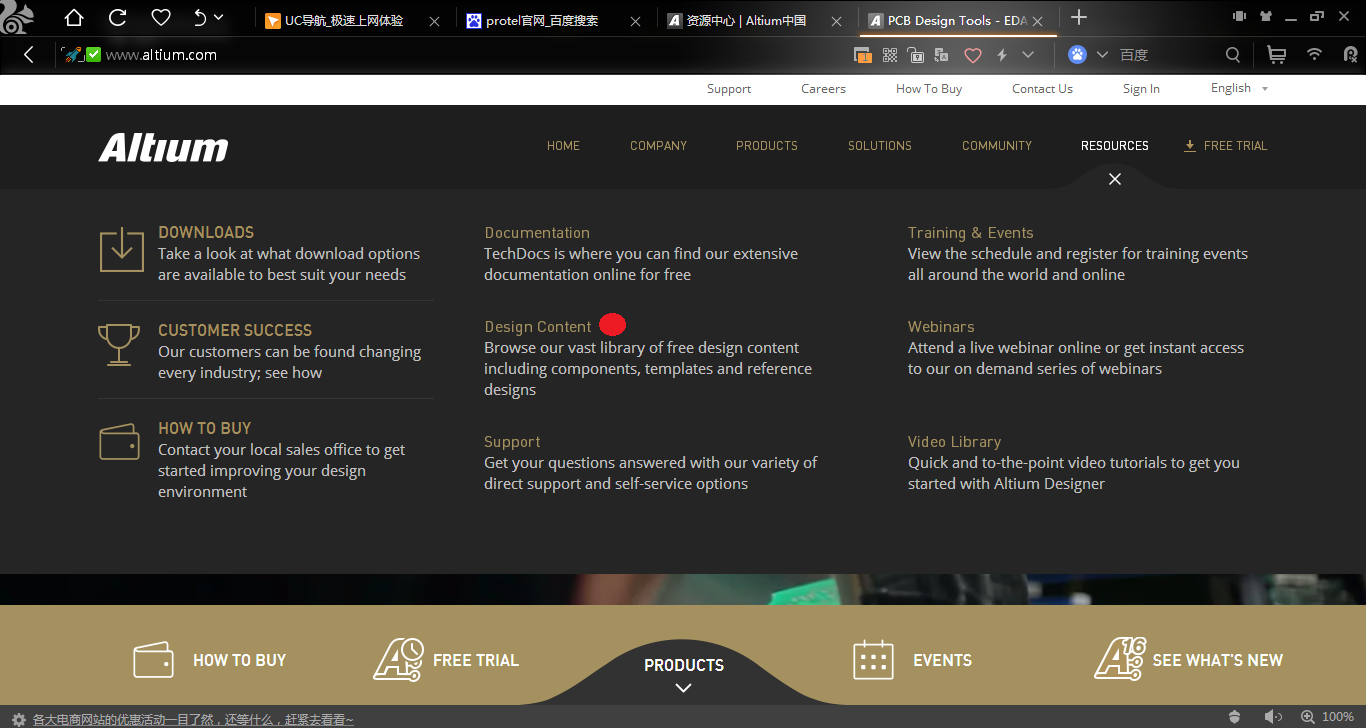 UC导航_极速上网体验
protel官网_百度搜索
资源中心 | Altium中国
PCB Design Tools - EDA
www.altium.com
百度
Support
Careers
How To Buy
Contact Us
Sign In
English
Altium
HOME
COMPANY
PRODUCTS
SOLUTIONS
COMMUNITY
RESOURCES
FREE TRIAL
DOWNLOADS
Take a look at what download options
are available to best suit your needs
CUSTOMER SUCCESS
Our customers can be found changing
every industry; see how
HOW TO BUY
Contact your local sales office to get
started improving your design
environment
Documentation
TechDocs is where you can find our extensive
documentation online for free
Design Content
Browse our vast library of free design content
including components, templates and reference
designs
Support
Get your questions answered with our variety of
direct support and self-service options
Training & Events
View the schedule and register for training events
all around the world and online
Webinars
Attend a live webinar online or get instant access
to our on demand series of webinars
Video Library
Quick and to-the-point video tutorials to get you
started with Altium Designer
HOW TO BUY
FREE TRIAL
PRODUCTS
EVENTS
16
SEE WHAT'S NEW
各大电商网站的优惠活动一目了然，还等什么，赶紧去看看~
100%